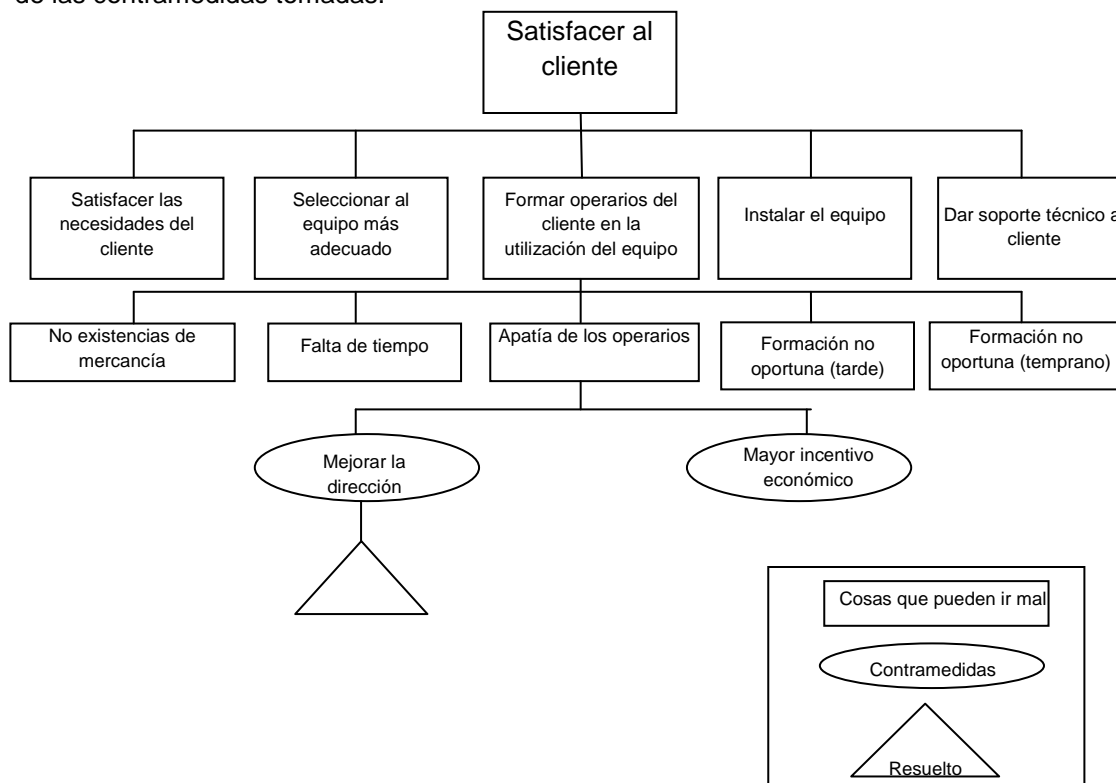 de las contramedidas tomadas.
Satisfacer al
cliente
Satisfacer las
necesidades del
cliente
Seleccionar al
equipo más
adecuado
Formar operarios del
cliente en la
utilización del equipo
Instalar el equipo
Dar soporte técnico a
cliente
No existencias de
mercancía
Falta de tiempo
Apatía de los operarios
Formación no
oportuna (tarde)
Formación no
oportuna (temprano)
Mejorar la
dirección
Mayor incentivo
económico
Cosas que pueden ir mal
Contramedidas
Resuelto